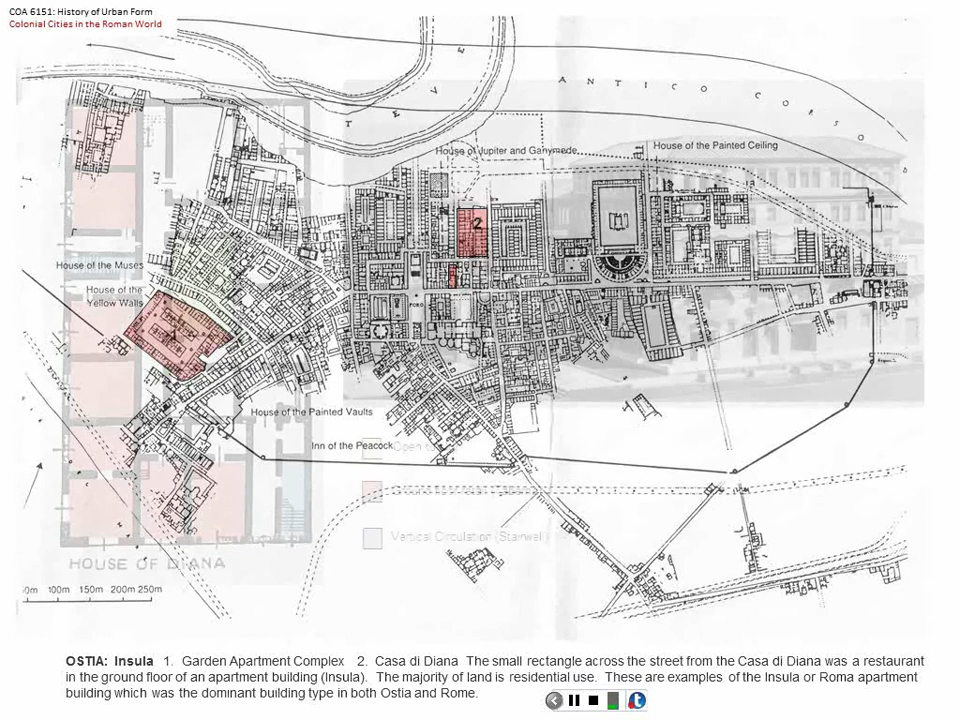 COA 6151: History of Urban Form
Colonial Cities in the Roman World
ANTICO CORSO
House of Jupiter and Ganymede
House of the Painted Ceiling
2
House of the Muses
House of the
Yellow Walls
House of the Painted Vaults
Inn of the Peacock
Open to
Vertical Circulation (Stairwell)
HOUSE OF DIANA
100m 150m 200m 250m
OSTIA: Insula 1. Garden Apartment Complex 2. Casa di Diana The small rectangle across the street from the Casa di Diana was a restaurant
in the ground floor of an apartment building (Insula). The majority of land is residential use. These are examples of the Insula or Roma apartment
building which was the dominant building type in both Ostia and Rome.